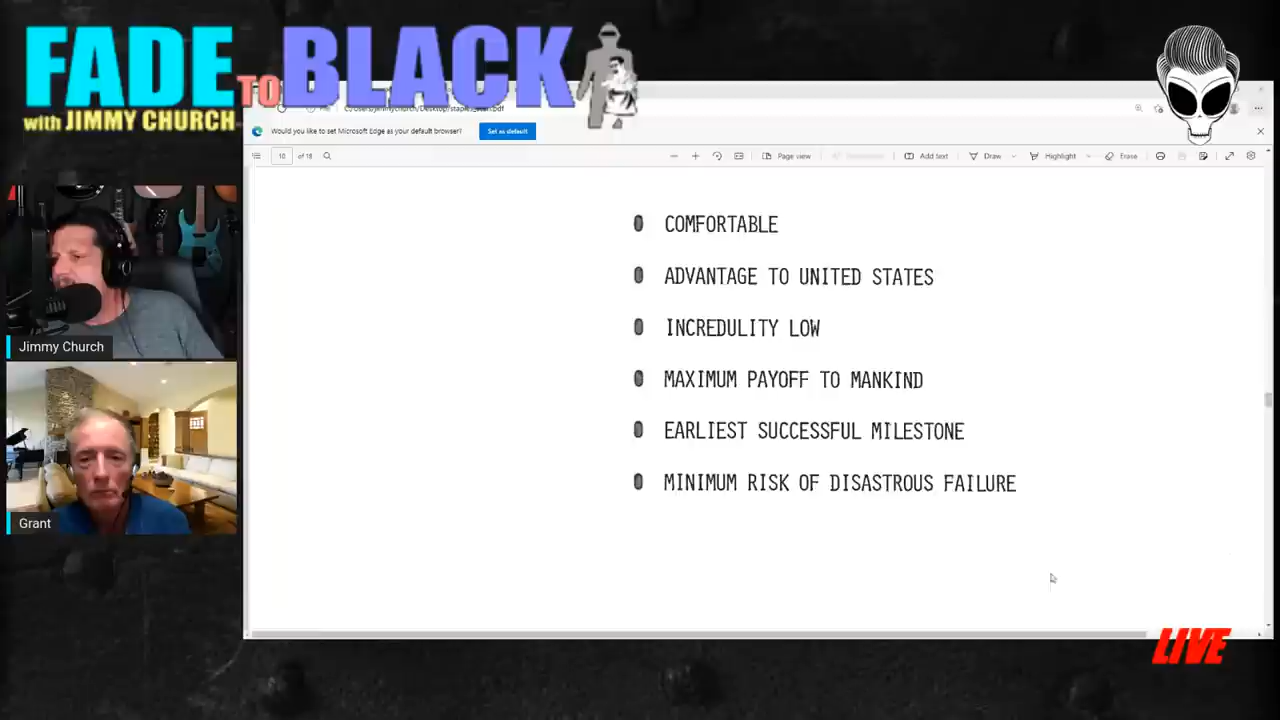 FADE TO BLACK
with JIMMY CHURCH
Would you like to set Microsoft Edge as your default browser?
Set as default
10 of 18
Page view
Add text
Draw
Highlight
Erase
COMFORTABLE
ADVANTAGE TO UNITED STATES
INCREDULITY LOW
MAXIMUM PAYOFF TO MANKIND
EARLIEST SUCCESSFUL MILESTONE
MINIMUM RISK OF DISASTROUS FAILURE
Jimmy Church
Grant
LIVE